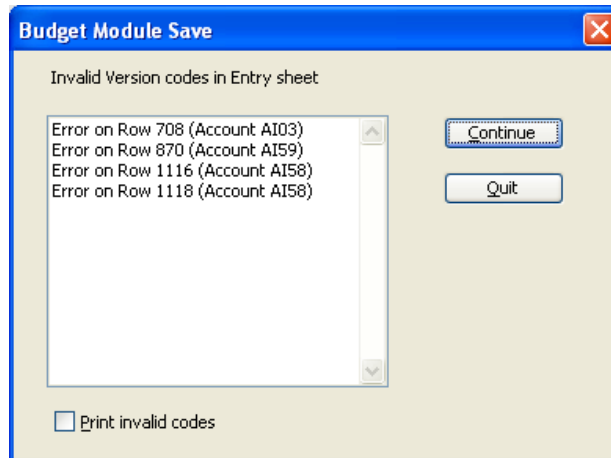 Budget Module Save
Invalid Version codes in Entry sheet
Error on Row 708 (Account AI03)
Error on Row 870 (Account AI59)
Error on Row 1116 (Account AI58)
Error on Row 1118 (Account AI58)
Continue
Quit
Print invalid codes